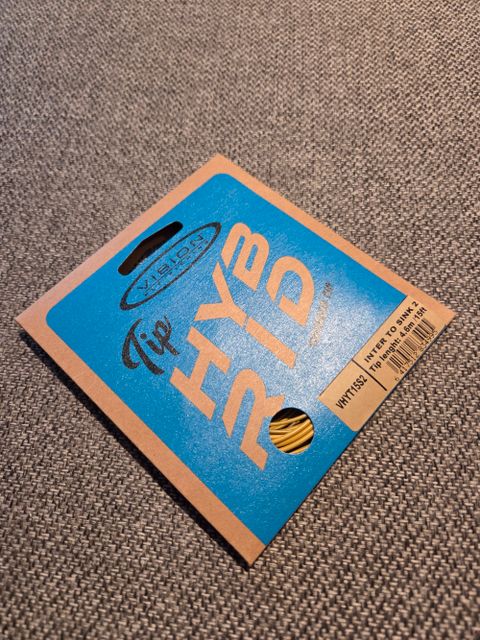 VISION
Tip
HYB
RID
INTER TO SINK 2
Tip lenght: 4.6m 15ft
VHYT15S2